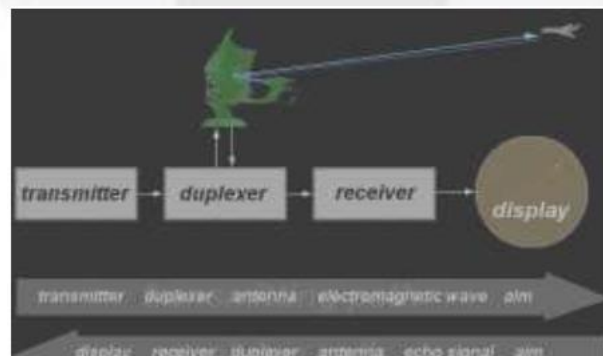 transmitter duplexer receiver display
transmitter duplexer antenna electromagnetic wave aim
display receiver duplexer antenna echo signal aim